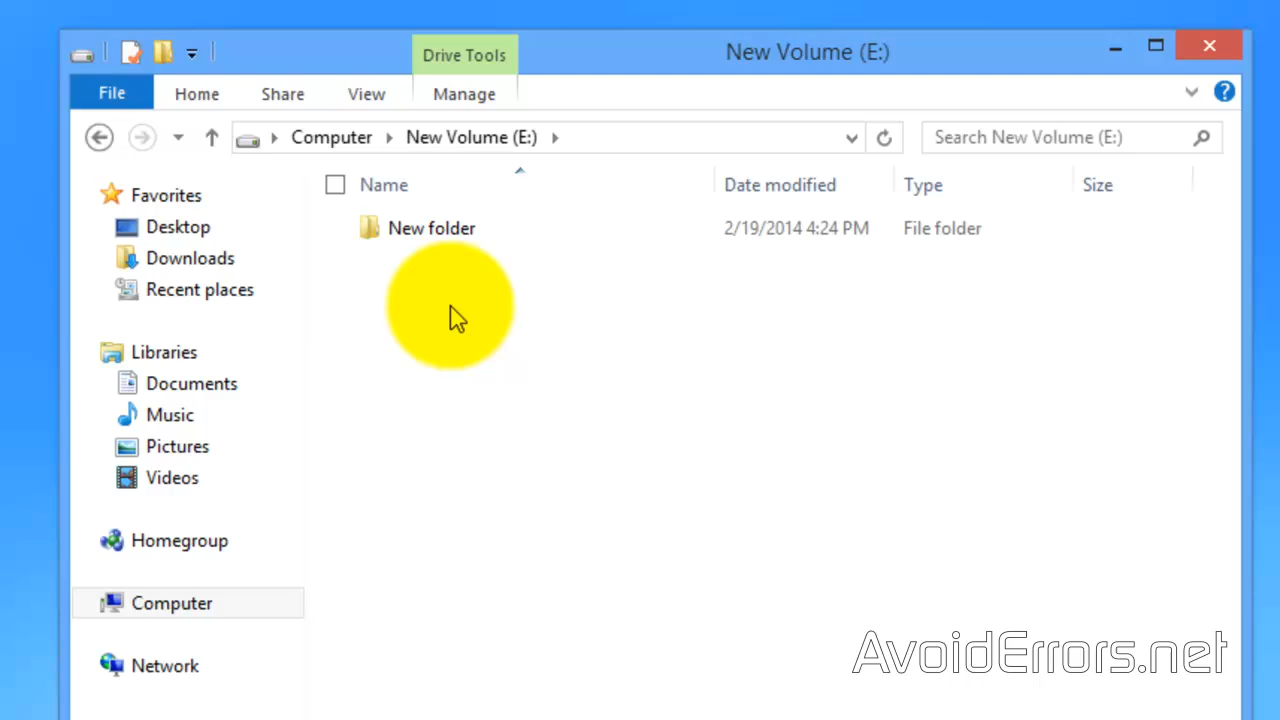 Drive Tools
New Volume (E:)
File
Home
Share
View
Manage
Computer
New Volume (E:)
Search New Volume (E:)
Name
Date modified
Type
Size
New folder
2/19/2014 4:24 PM
File folder
Favorites
Desktop
Downloads
Recent places
Libraries
Documents
Music
Pictures
Videos
Homegroup
Computer
Network
AvoidErrors.net